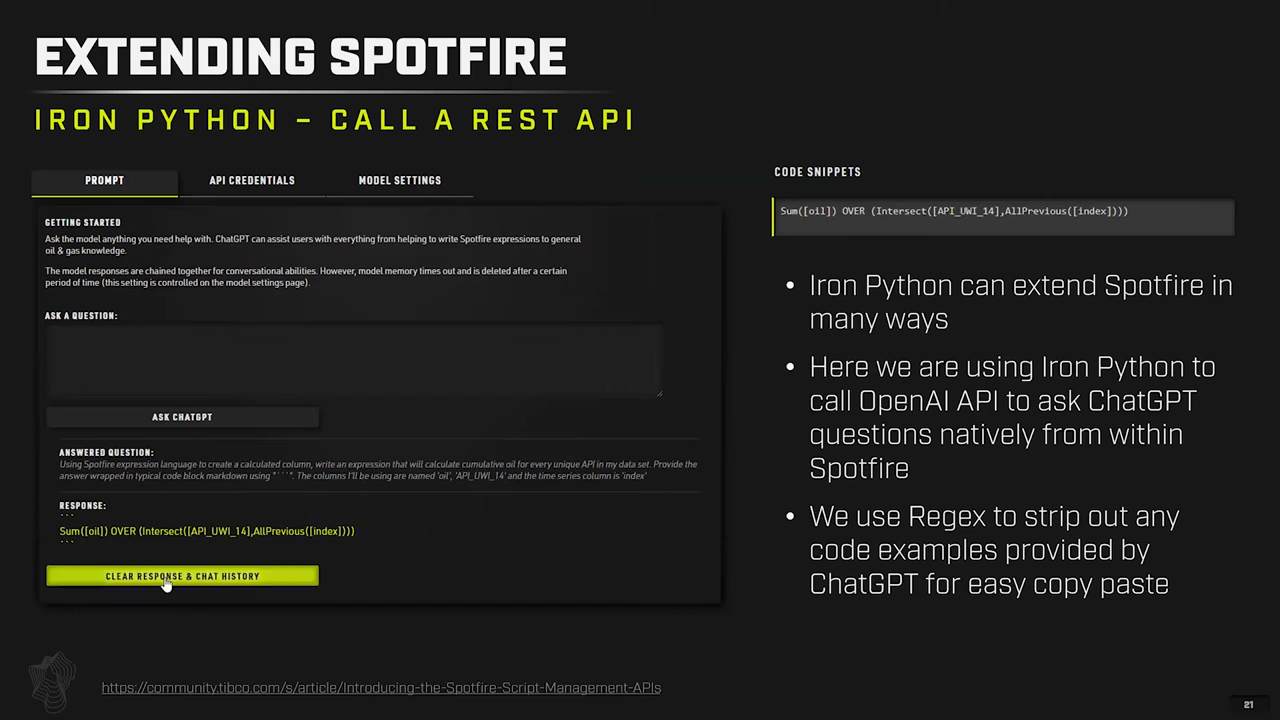 EXTENDING SPOTFIRE
IRON PYTHON – CALL A REST API
PROMPT
API CREDENTIALS
MODEL SETTINGS
GETTING STARTED
Ask the model anything you need help with. ChatGPT can assist users with everything from helping to write Spotfire expressions to general
oil & gas knowledge.
The model responses are chained together for conversational abilities. However, model memory times out and is deleted after a certain
period of time (this setting is controlled on the model settings page).
ASK A QUESTION:
ASK CHATGPT
ANSWERED QUESTION:
Using Spotfire expression language to create a calculated column, write an expression that will calculate cumulative oil for every unique API in my data set. Provide the
answer wrapped in typical code block markdown using "```". The columns I'll be using are named 'oil', 'API_UWI_14' and the time series column is 'index'
RESPONSE:
```
Sum([oil]) OVER (Intersect([API_UWI_14],AllPrevious([index])))
```
CLEAR RESPONSE & CHAT HISTORY
CODE SNIPPETS
Sum([oil]) OVER (Intersect([API_UWI_14],AllPrevious([index])))
• Iron Python can extend Spotfire in
many ways
• Here we are using Iron Python to
call OpenAI API to ask ChatGPT
questions natively from within
Spotfire
• We use Regex to strip out any
code examples provided by
ChatGPT for easy copy paste
https://community.tibco.com/s/article/Introducing-the-Spotfire-Script-Management-APIs
21